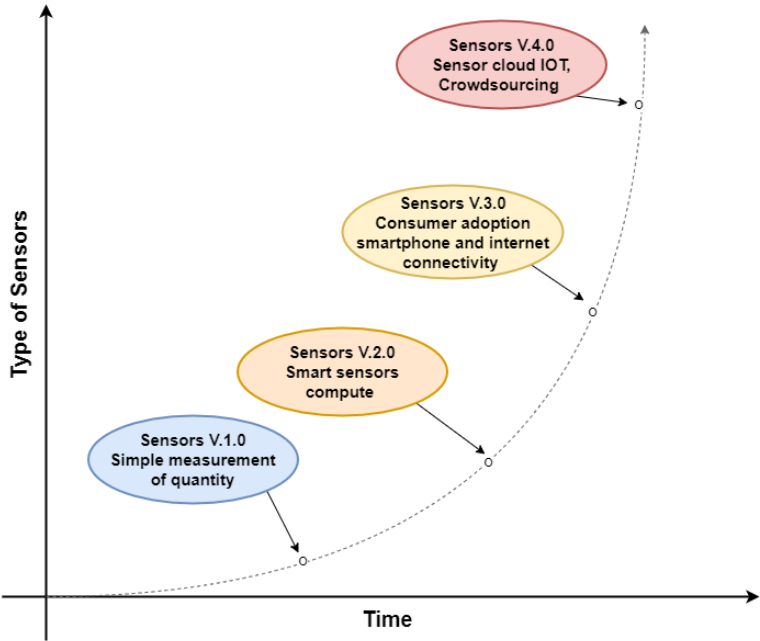 Sensors V.4.0
Sensor cloud IOT,
Crowdsourcing
Sensors V.3.0
Consumer adoption
smartphone and internet
connectivity
Sensors V.2.0
Smart sensors
compute
Sensors V.1.0
Simple measurement
of quantity
Type of Sensors
Time